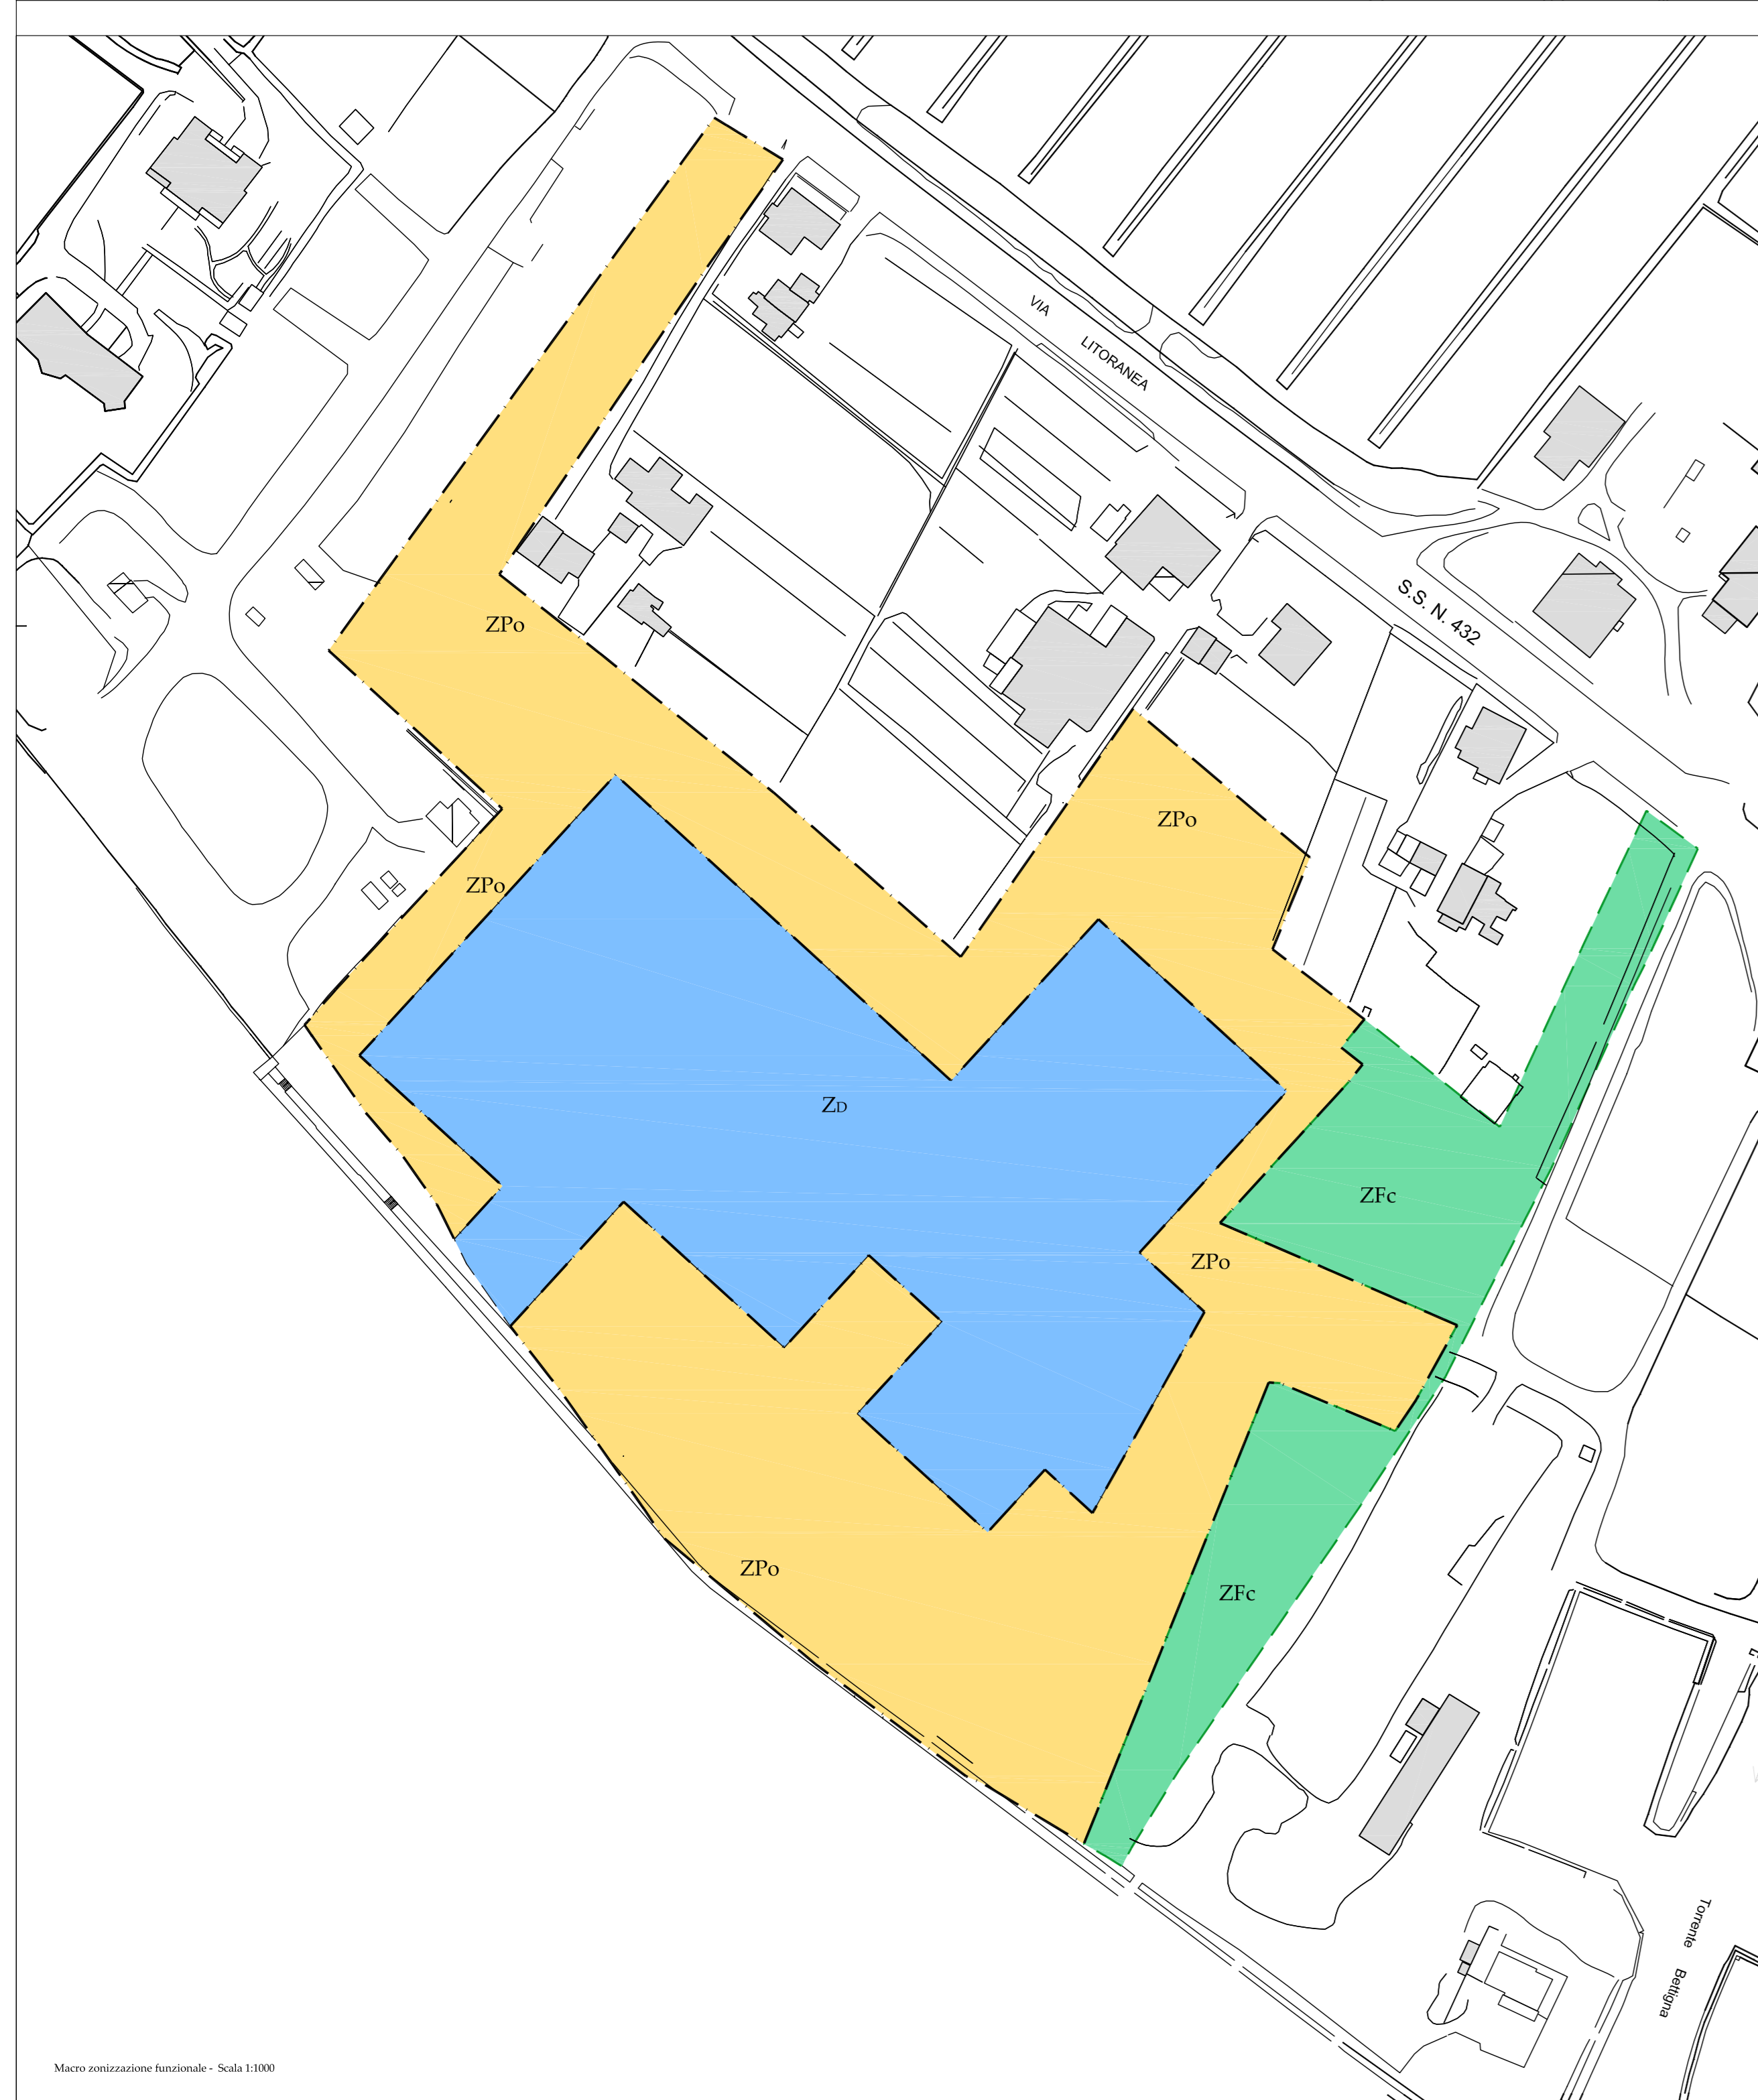 VIA
LITORANEA
S.S. N. 432
ZPo
ZPo
ZPo
ZD
ZFc
ZPo
ZPo
ZFc
Torrente
Bettigna
Macro zonizzazione funzionale - Scala 1:1000